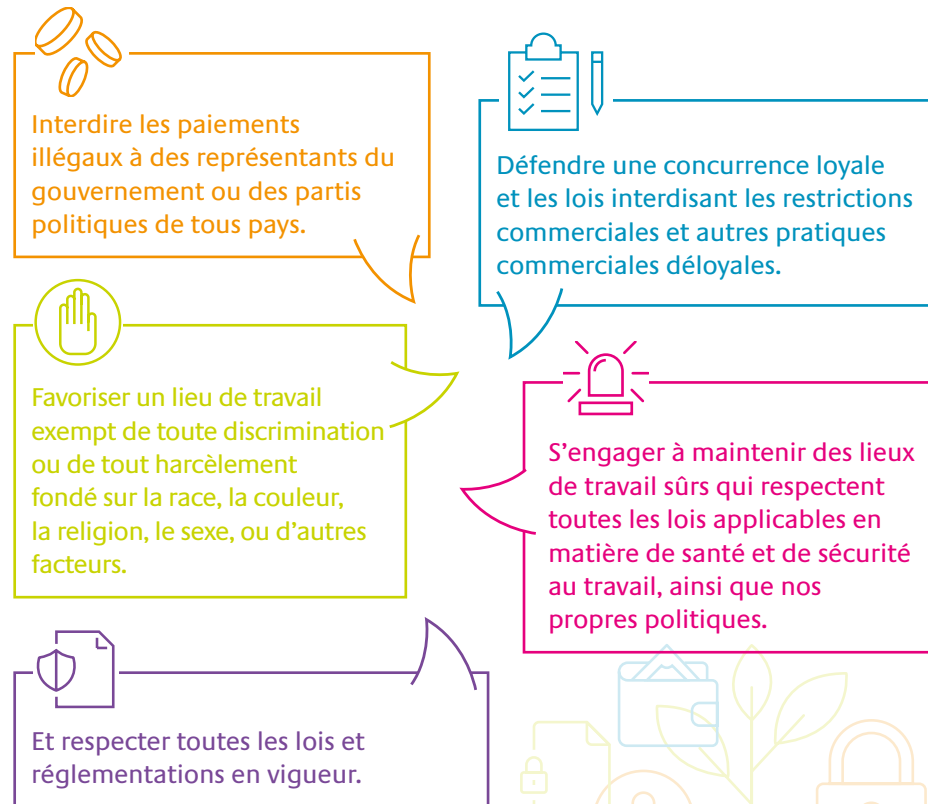 Interdire les paiements
illégaux à des représentants du
gouvernement ou des partis
politiques de tous pays.
Défendre une concurrence loyale
et les lois interdisant les restrictions
commerciales et autres pratiques
commerciales déloyales.
Favoriser un lieu de travail
exempt de toute discrimination
ou de tout harcèlement
fondé sur la race, la couleur,
la religion, le sexe, ou d'autres
facteurs.
S’engager à maintenir des lieux
de travail sûrs qui respectent
toutes les lois applicables en
matière de santé et de sécurité
au travail, ainsi que nos
propres politiques.
Et respecter toutes les lois et
réglementations en vigueur.